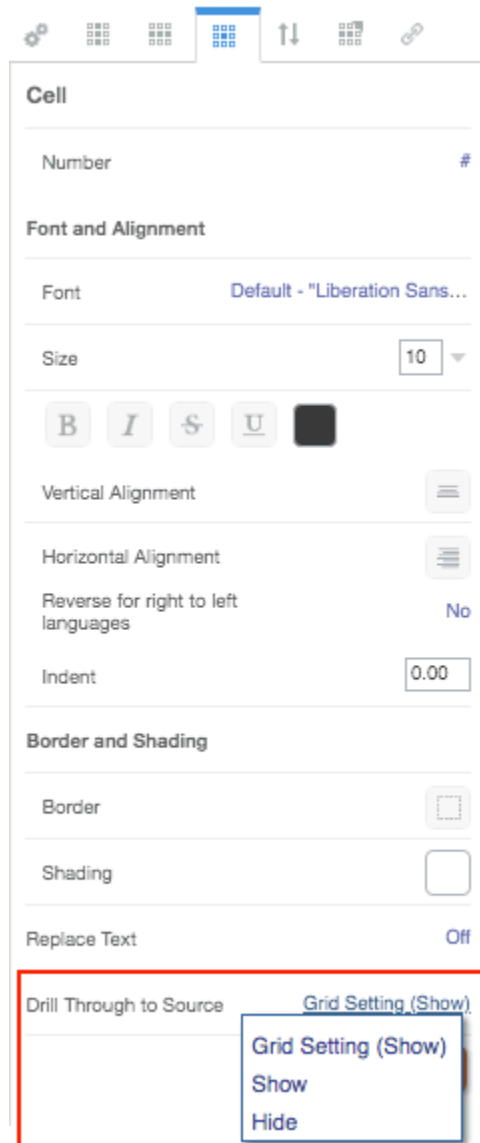 Cell
Number #
Font and Alignment
Font Default - "Liberation Sans...
Size 10
B I S U
Vertical Alignment
Horizontal Alignment
Reverse for right to left
languages No
Indent 0.00
Border and Shading
Border
Shading
Replace Text Off
Drill Through to Source Grid Setting (Show)
Grid Setting (Show)
Show
Hide